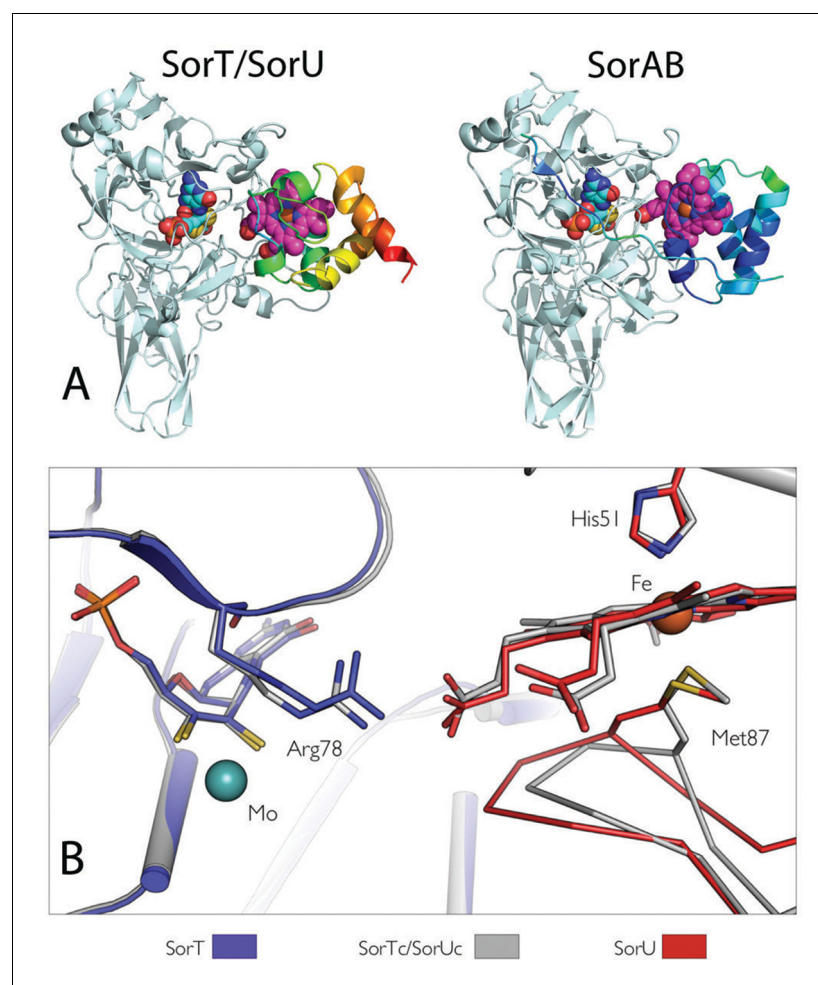 SorT/SorU SorAB
A
His51
Fe
Arg78
Met87
Mo
B
SorT SorTc/SorUc SorU